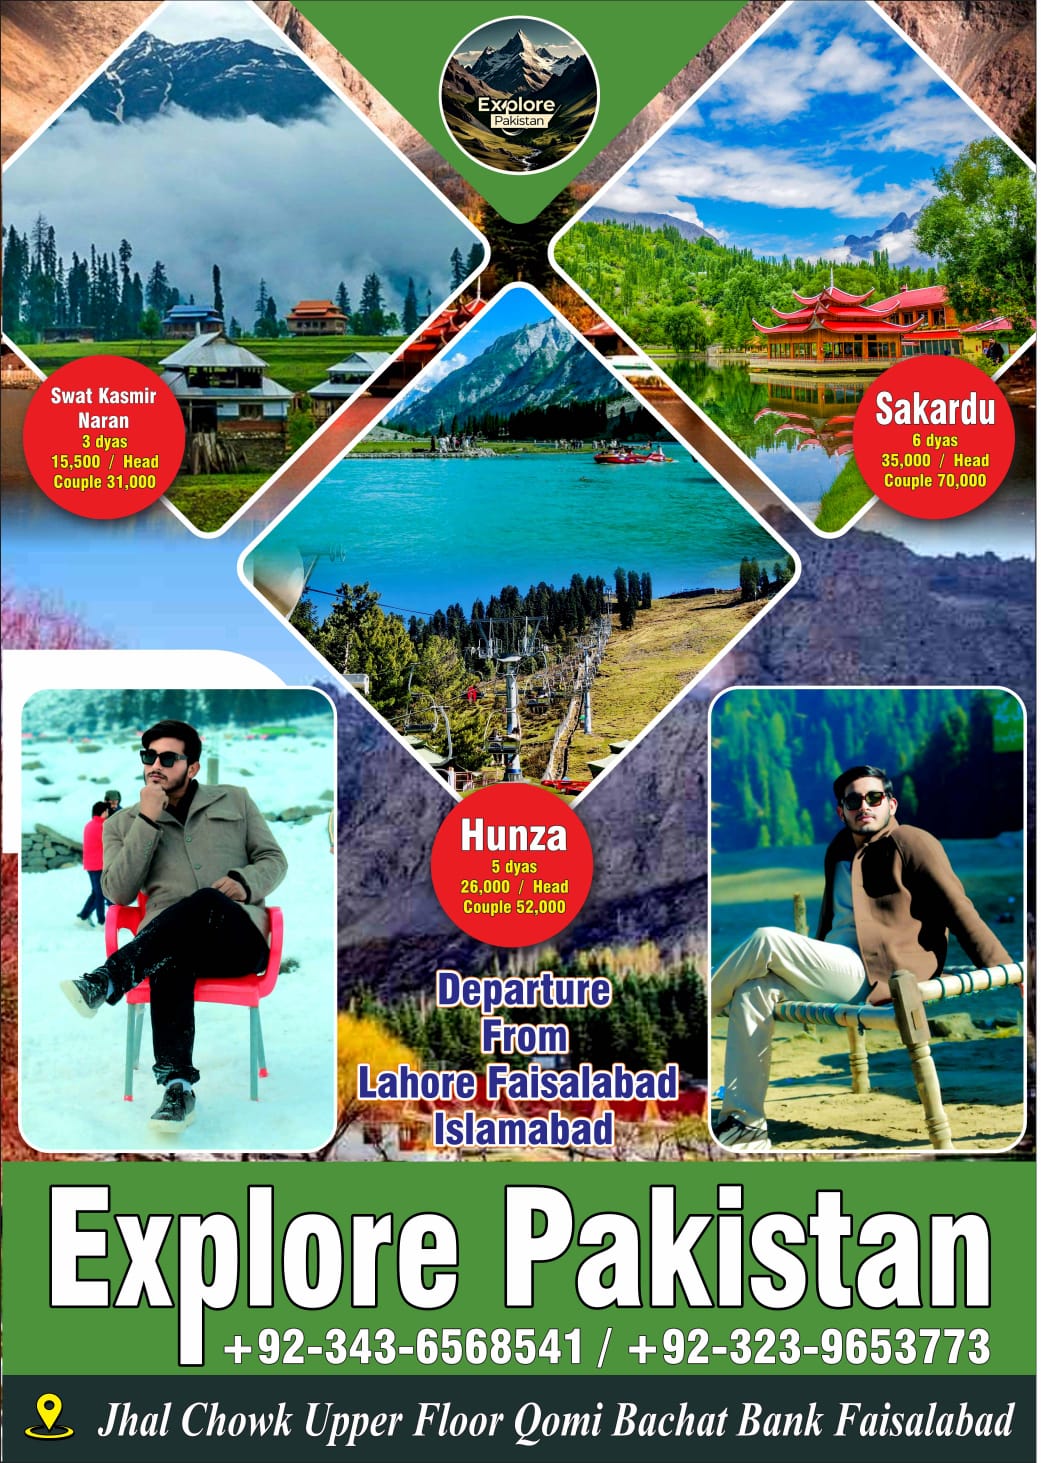 Explore
Pakistan
Swat Kasmir
Naran
3 dyas
15,500 / Head
Couple 31,000
Sakardu
6 dyas
35,000 / Head
Couple 70,000
Hunza
5 dyas
26,000 / Head
Couple 52,000
Departure
From
Lahore Faisalabad
Islamabad
Explore Pakistan
+92-343-6568541 / +92-323-9653773
Jhal Chowk Upper Floor Qomi Bachat Bank Faisalabad